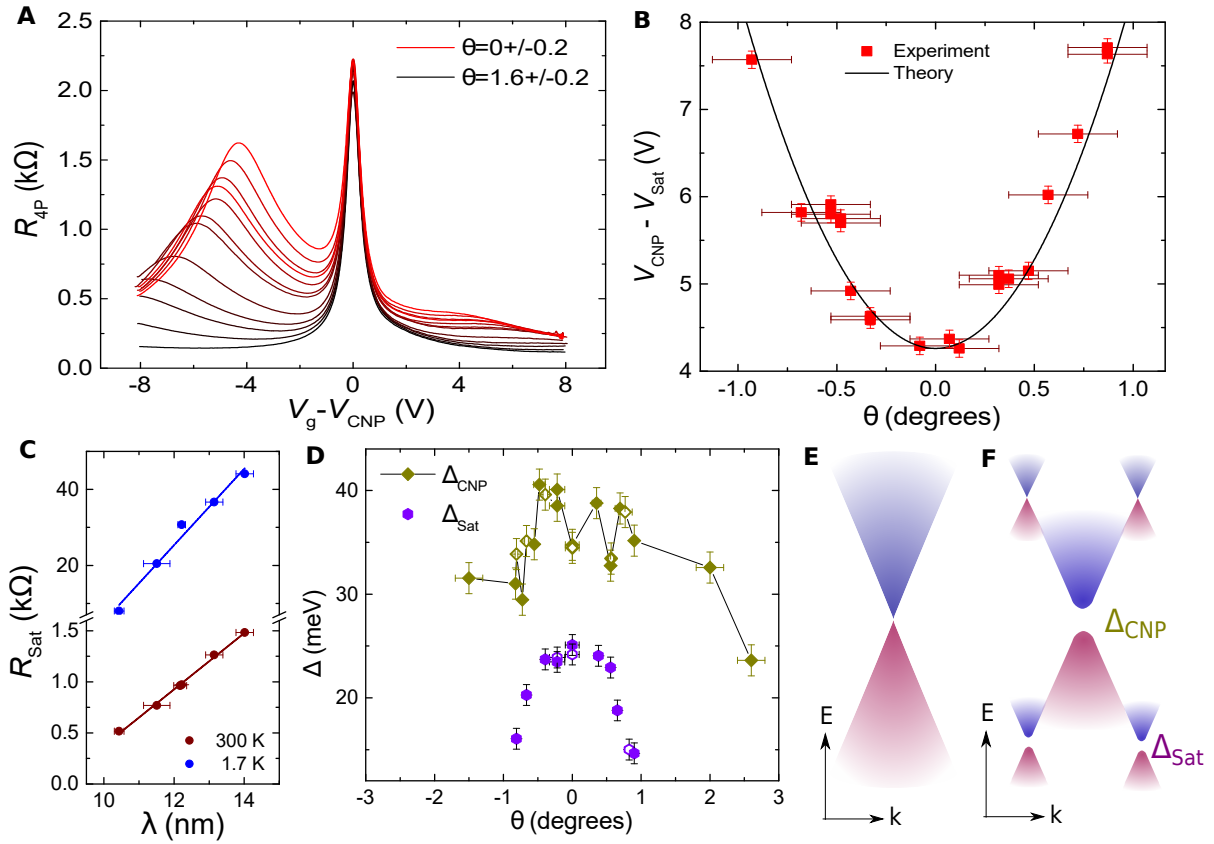 A
θ=0+/-0.2
θ=1.6+/-0.2
R4P (kΩ)
2.5
2.0
1.5
1.0
0.5
0.0
-8
-4
0
4
8
Vg-VCNP (V)
B
Experiment
Theory
VCNP - VSat (V)
8
7
6
5
4
-1.0
-0.5
0.0
0.5
1.0
θ (degrees)
C
RSat (kΩ)
40
20
1.5
1.0
0.5
0.0
300 K
1.7 K
10
12
14
λ (nm)
D
ΔCNP
ΔSat
Δ (meV)
40
30
20
-3
-2
-1
0
1
2
3
θ (degrees)
E
E
k
F
ΔCNP
ΔSat
E
k